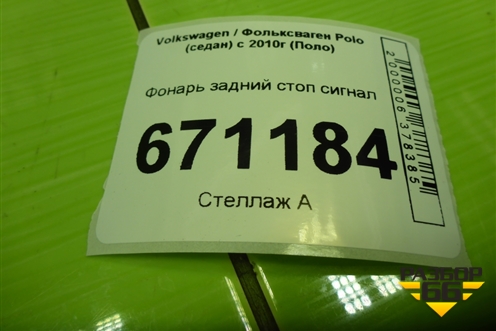 Volkswagen / Фольксваген Polo
(седан) с 2010г (Поло)
Фонарь задний стоп сигнал
671184
Стеллаж А
2000006378385
РАЗБОР
66